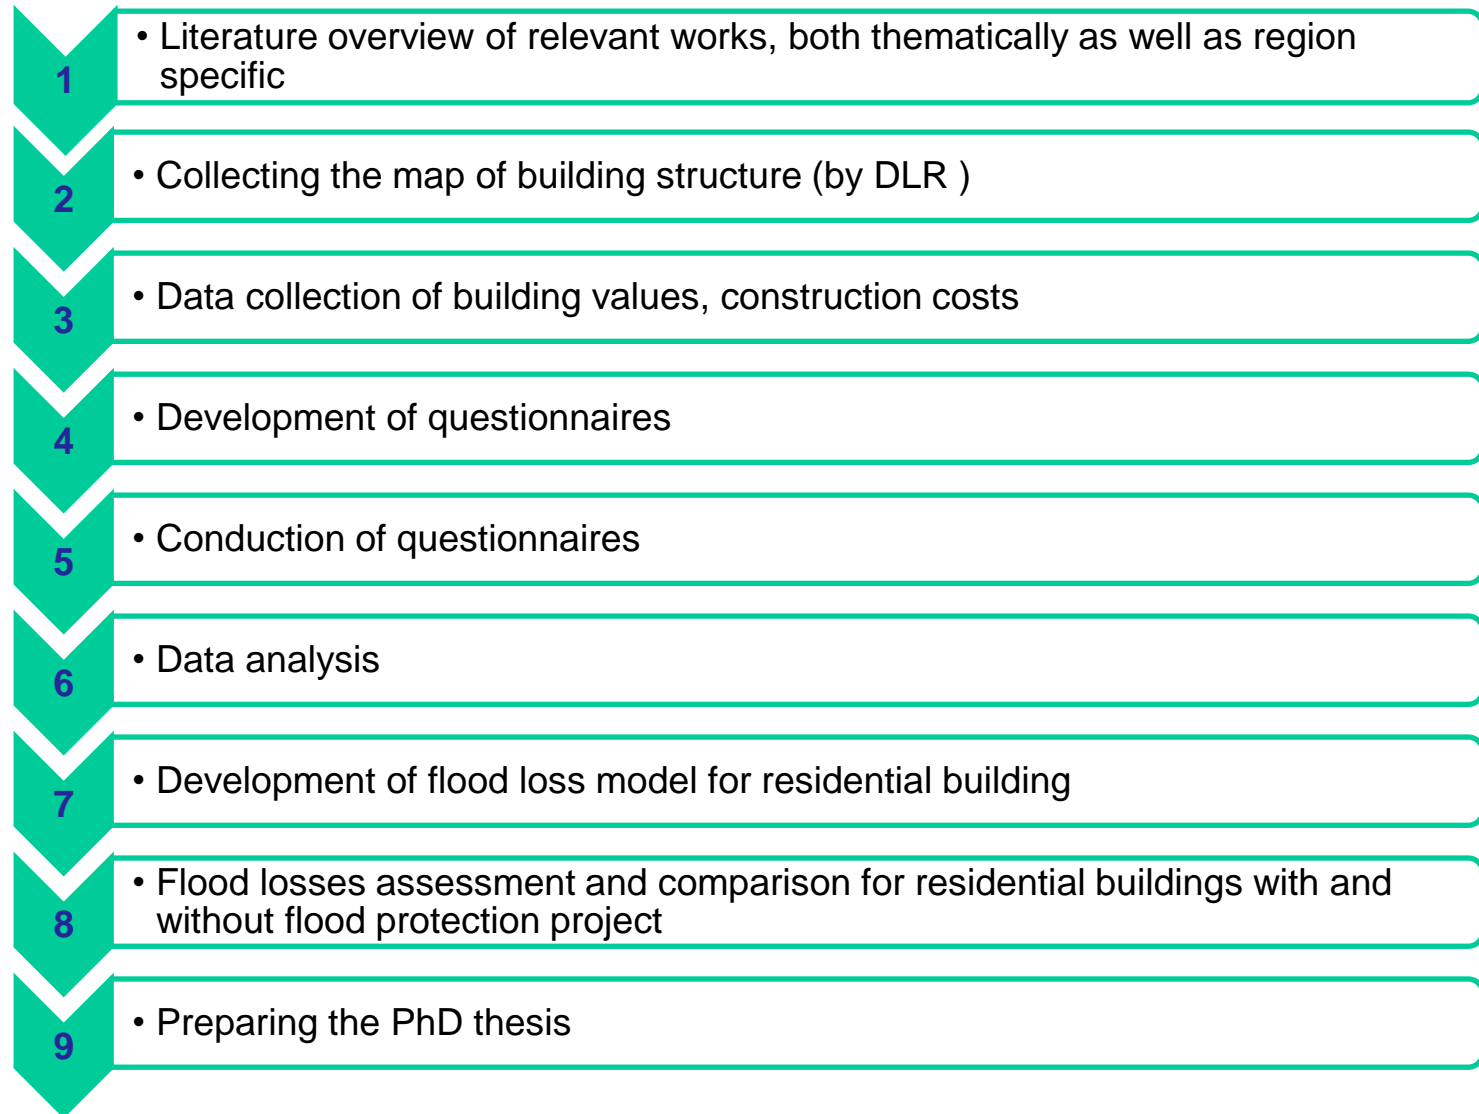 1
• Literature overview of relevant works, both thematically as well as region
specific
2
• Collecting the map of building structure (by DLR )
3
• Data collection of building values, construction costs
4
• Development of questionnaires
5
• Conduction of questionnaires
6
• Data analysis
7
• Development of flood loss model for residential building
8
• Flood losses assessment and comparison for residential buildings with and
without flood protection project
9
• Preparing the PhD thesis